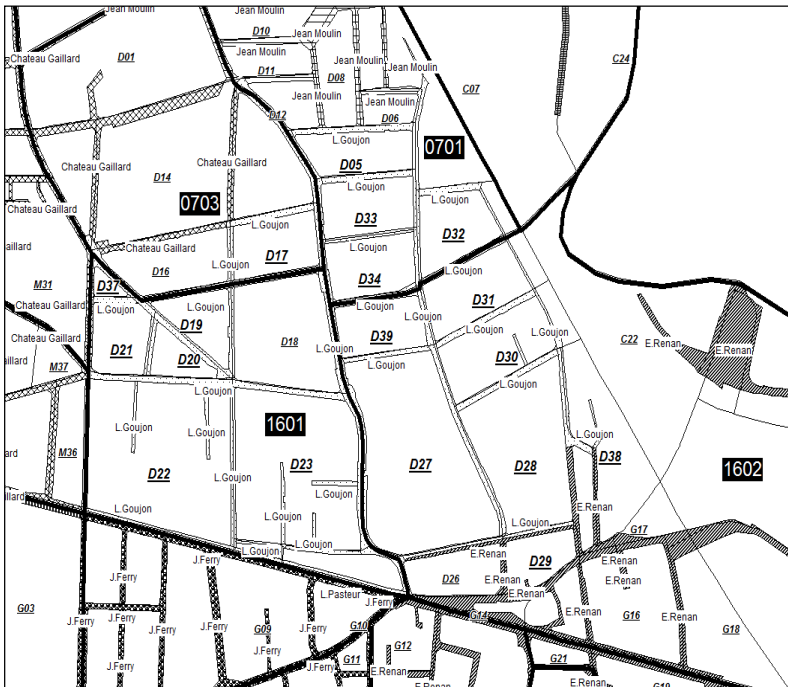 Jean Moulin
D10
Jean Moulin
Jean Moulin
D01
Chateau Gaillard
C24
Jean Moulin
D11
Jean Moulin
D08
C07
Jean Moulin
Jean Moulin
D12
D06
L.Goujon
0701
Chateau Gaillard
Chateau Gaillard
D05
D14
L.Goujon
0703
L.Goujon
Chateau Gaillard
D33
L.Goujon
D32
L.Goujon
Gaillard
Chateau Gaillard
D17
L.Goujon
L.Goujon
D16
L.Goujon
D34
M31
D37
Chateau Gaillard
L.Goujon
L.Goujon
L.Goujon
D31
D19
L.Goujon
Chateau Gaillard
D39
D18
L.Goujon
C22
E.Renan
E.Renan
L.Goujon
L.Goujon
D21
D20
D30
M37
L.Goujon
L.Goujon
L.Goujon
1601
L.Goujon
L.Goujon
L.Goujon
M36
D38
D22
D23
D27
D28
1602
L.Goujon
L.Goujon
L.Goujon
E.Renan
L.Goujon
L.Goujon
G17
L.Goujon
E.Renan
D29
E.Renan
J.Ferry
J.Ferry
D26
E.Renan
E.Renan
E.Renan
L.Pasteur
J.Ferry
G03
G14
E.Renan
G16
E.Renan
J.Ferry
J.Ferry
J.Ferry
G09
G10
G18
J.Ferry
G12
J.Ferry
J.Ferry
G11
E.Renan
G21
J.Ferry
E.Renan
G19